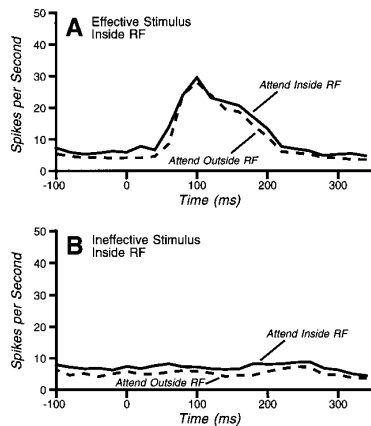 A
Effective Stimulus
Inside RF
Spikes per Second
50
40
30
20
10
0
Attend Inside RF
Attend Outside RF
-100
0
100
200
300
Time (ms)
B
Ineffective Stimulus
Inside RF
Spikes per Second
50
40
30
20
10
0
Attend Inside RF
Attend Outside RF
-100
0
100
200
300
Time (ms)